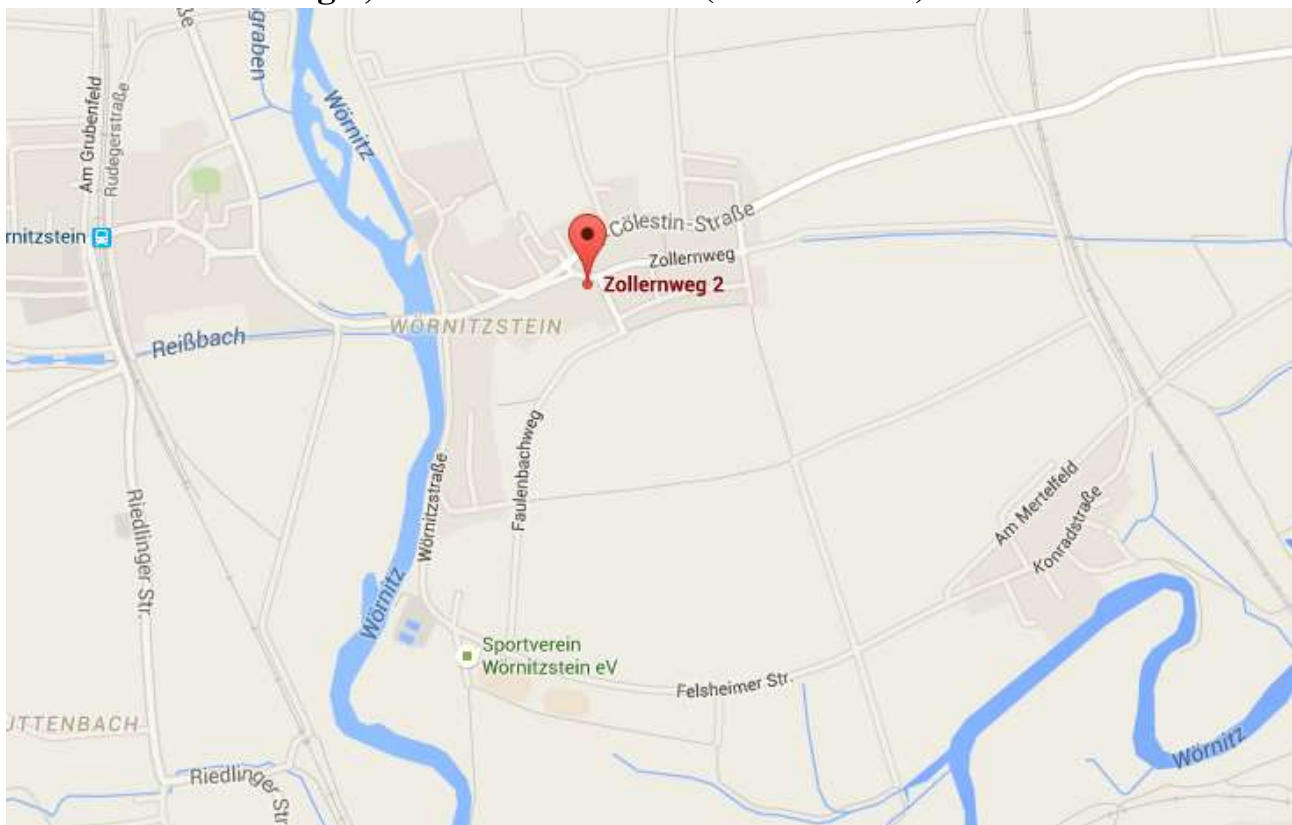 graben
Wörnitz
Am Grubenfeld
Rudegerstraße
rnitzstein
Cölestin-Straße
Zollernweg
Zollernweg 2
WÖRNITZSTEIN
Reißbach
Faulenbachweg
Wörnitzstraße
Riedlinger Str.
Am Mertelfeld
Konradstraße
Wörnitz
Sportverein
Wörnitzstein eV
Felsheimer Str.
UTTENBACH
Wörnitz
Riedlinger Str